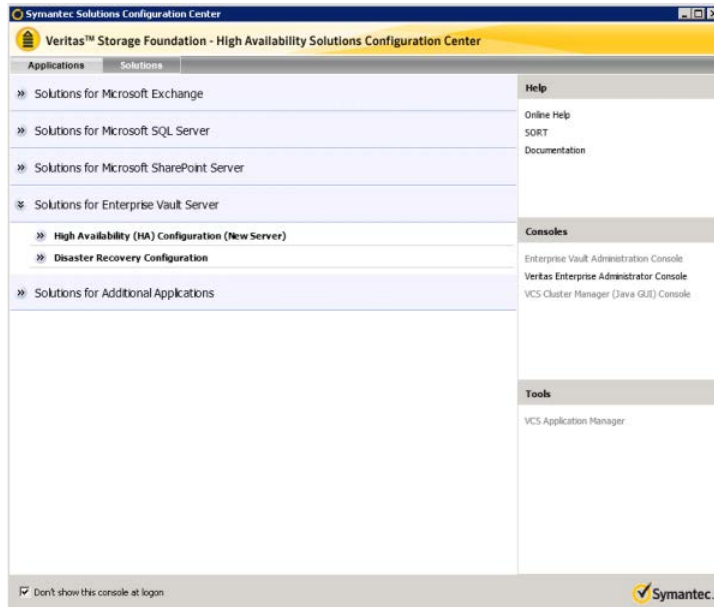 Symantec Solutions Configuration Center
Veritas™ Storage Foundation - High Availability Solutions Configuration Center
Applications
Solutions
Solutions for Microsoft Exchange
Solutions for Microsoft SQL Server
Solutions for Microsoft SharePoint Server
Solutions for Enterprise Vault Server
High Availability (HA) Configuration (New Server)
Disaster Recovery Configuration
Solutions for Additional Applications
Help
Online Help
SORT
Documentation
Consoles
Enterprise Vault Administration Console
Veritas Enterprise Administrator Console
VCS Cluster Manager (Java GUI) Console
Tools
VCS Application Manager
Don't show this console at logon
Symantec.